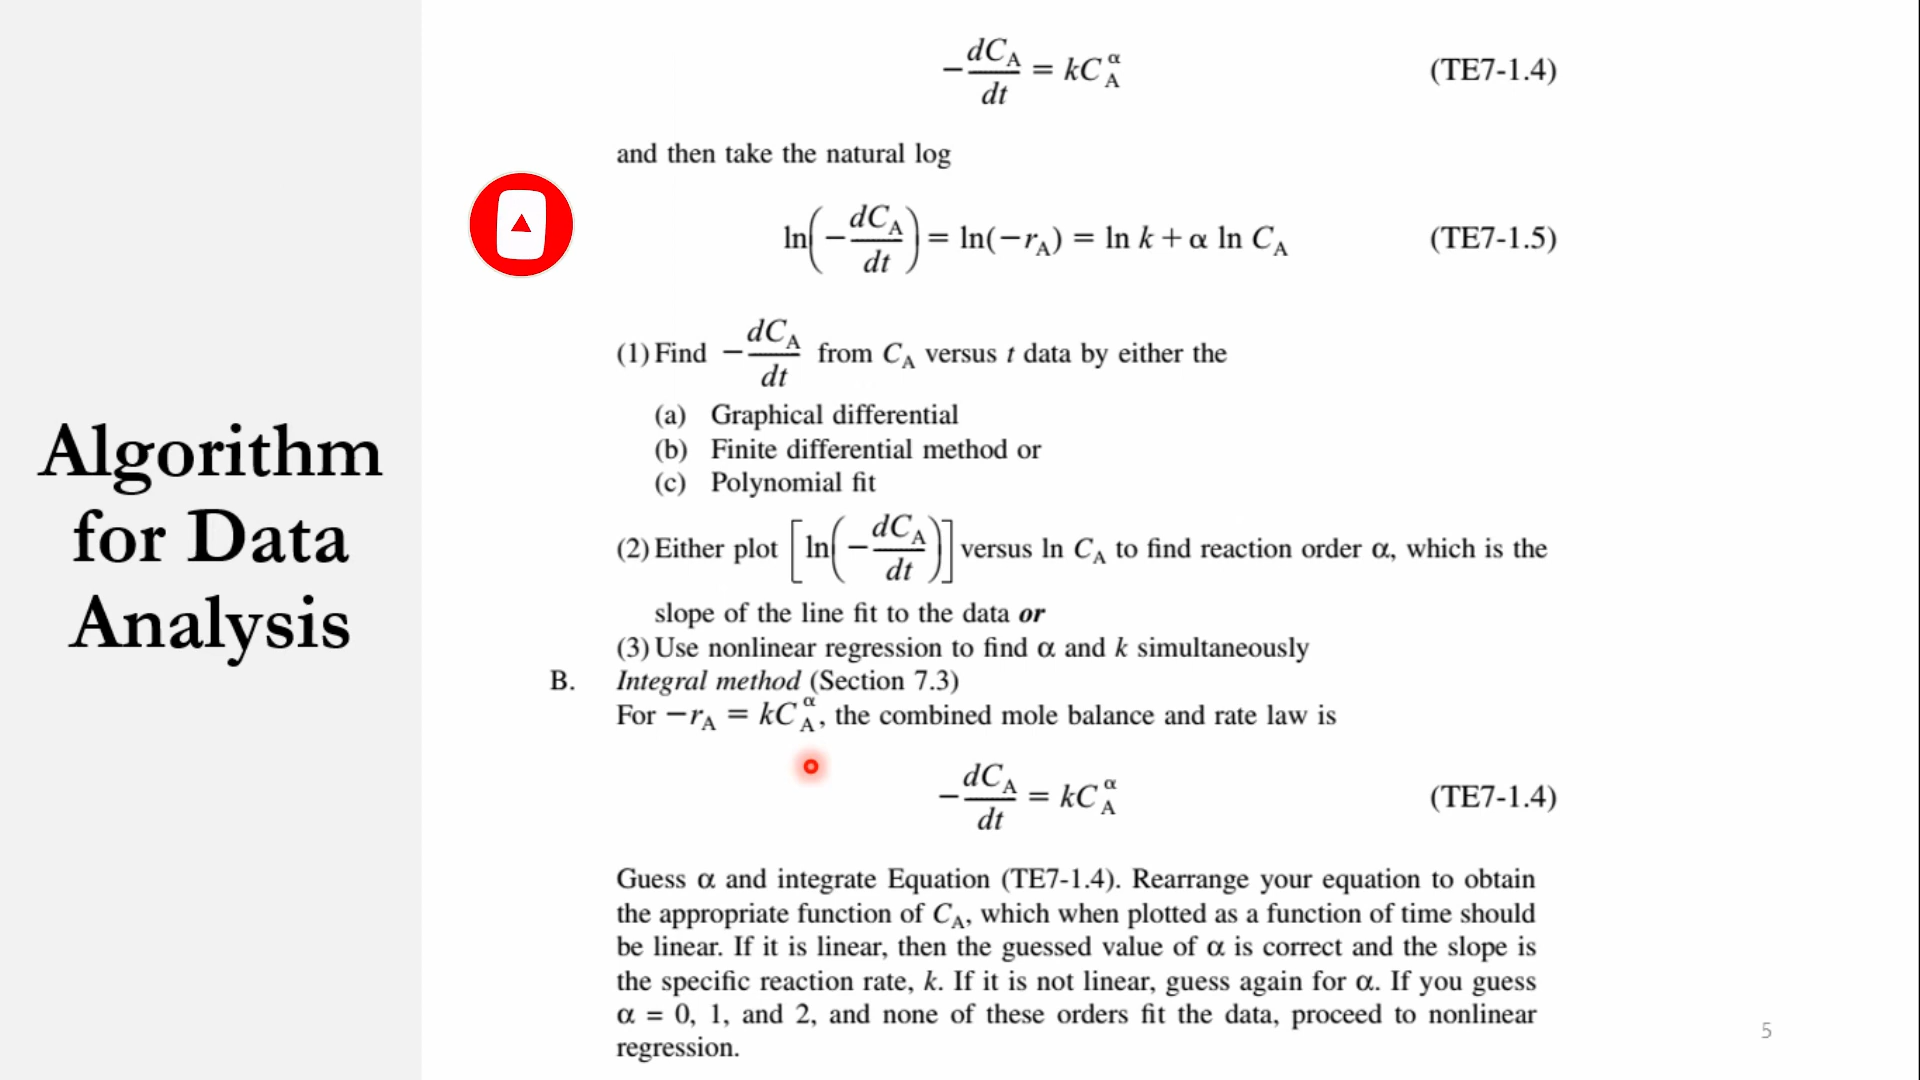 Algorithm
for Data
Analysis
−dC_A/dt = kC_A^α (TE7-1.4)
and then take the natural log
ln(−dC_A/dt) = ln(−r_A) = ln k + α ln C_A (TE7-1.5)
(1) Find −dC_A/dt from C_A versus t data by either the
(a) Graphical differential
(b) Finite differential method or
(c) Polynomial fit
(2) Either plot [ln(−dC_A/dt)] versus ln C_A to find reaction order α, which is the
slope of the line fit to the data or
(3) Use nonlinear regression to find α and k simultaneously
B. Integral method (Section 7.3)
For −r_A = kC_A^α, the combined mole balance and rate law is
−dC_A/dt = kC_A^α (TE7-1.4)
Guess α and integrate Equation (TE7-1.4). Rearrange your equation to obtain
the appropriate function of C_A, which when plotted as a function of time should
be linear. If it is linear, then the guessed value of α is correct and the slope is
the specific reaction rate, k. If it is not linear, guess again for α. If you guess
α = 0, 1, and 2, and none of these orders fit the data, proceed to nonlinear
regression.
5